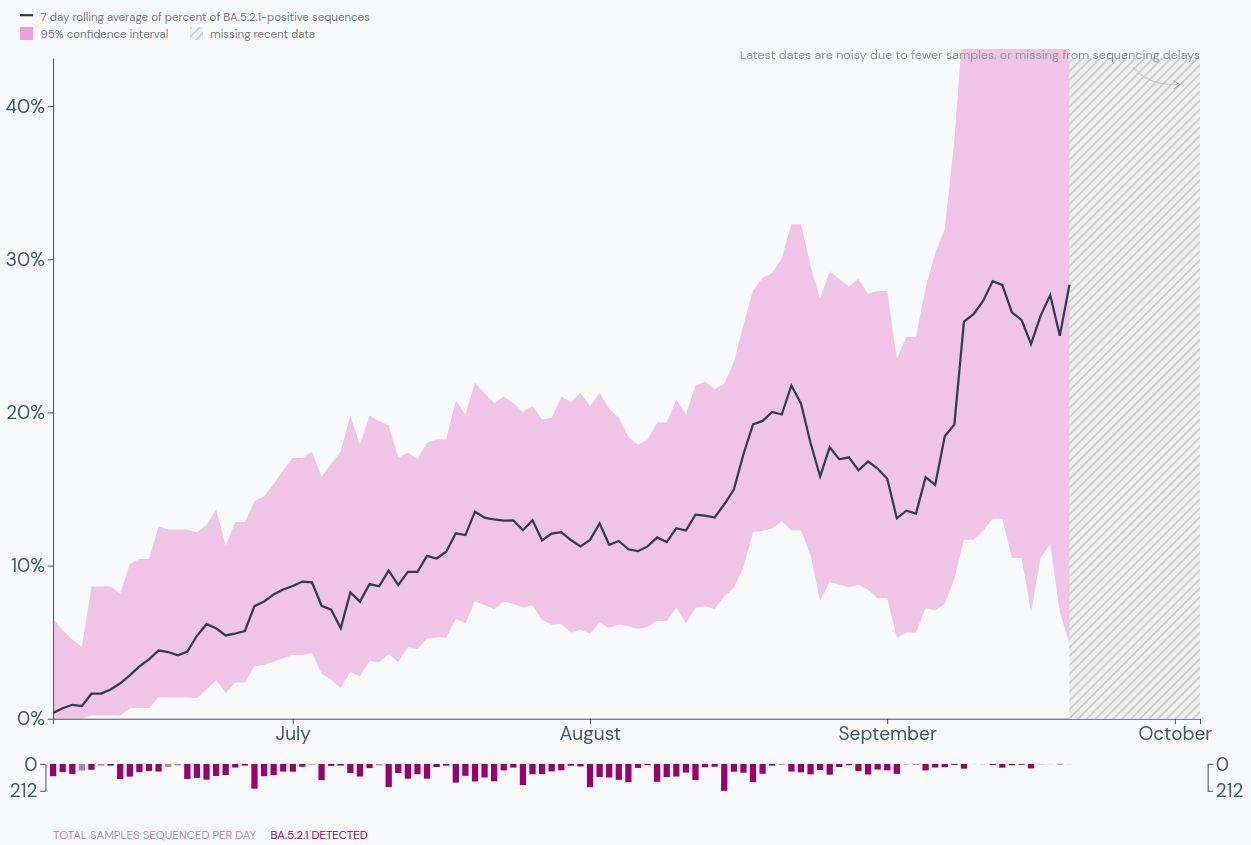 7 day rolling average of percent of BA.5.2.1-positive sequences
95% confidence interval missing recent data
Latest dates are noisy due to fewer samples, or missing from sequencing delays
40%
30%
20%
10%
0%
July August September October
0 0
212 212
TOTAL SAMPLES SEQUENCED PER DAY BA.5.2.1 DETECTED